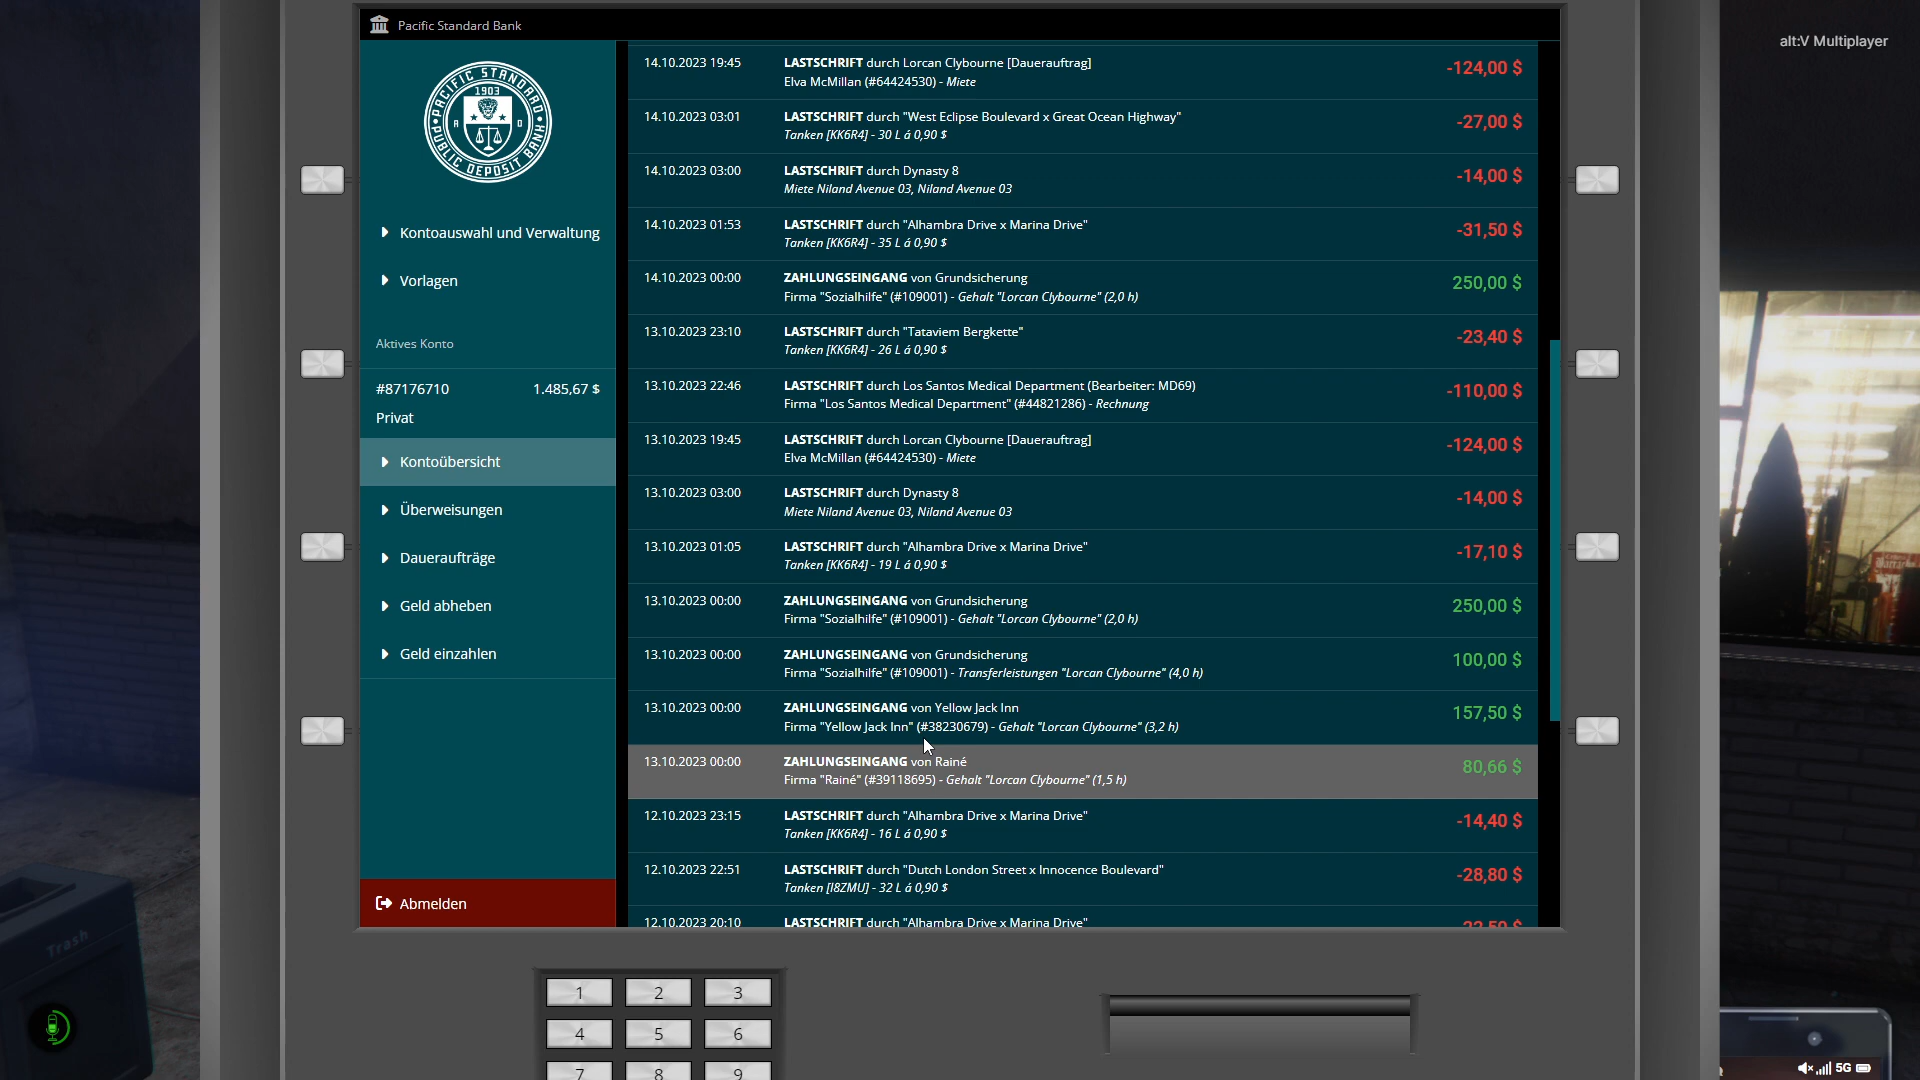 Pacific Standard Bank
alt:V Multiplayer
PACIFIC STANDARD
1903
A D
PUBLIC DEPOSIT BANK
Kontoauswahl und Verwaltung
Vorlagen
Aktives Konto
#87176710 1.485,67 $
Privat
Kontoübersicht
Überweisungen
Daueraufträge
Geld abheben
Geld einzahlen
Abmelden
14.10.2023 19:45 LASTSCHRIFT durch Lorcan Clybourne [Dauerauftrag] -124,00 $
Elva McMillan (#64424530) - Miete
14.10.2023 03:01 LASTSCHRIFT durch "West Eclipse Boulevard x Great Ocean Highway" -27,00 $
Tanken [KK6R4] - 30 L á 0,90 $
14.10.2023 03:00 LASTSCHRIFT durch Dynasty 8 -14,00 $
Miete Niland Avenue 03, Niland Avenue 03
14.10.2023 01:53 LASTSCHRIFT durch "Alhambra Drive x Marina Drive" -31,50 $
Tanken [KK6R4] - 35 L á 0,90 $
14.10.2023 00:00 ZAHLUNGSEINGANG von Grundsicherung 250,00 $
Firma "Sozialhilfe" (#109001) - Gehalt "Lorcan Clybourne" (2,0 h)
13.10.2023 23:10 LASTSCHRIFT durch "Tataviem Bergkette" -23,40 $
Tanken [KK6R4] - 26 L á 0,90 $
13.10.2023 22:46 LASTSCHRIFT durch Los Santos Medical Department (Bearbeiter: MD69) -110,00 $
Firma "Los Santos Medical Department" (#44821286) - Rechnung
13.10.2023 19:45 LASTSCHRIFT durch Lorcan Clybourne [Dauerauftrag] -124,00 $
Elva McMillan (#64424530) - Miete
13.10.2023 03:00 LASTSCHRIFT durch Dynasty 8 -14,00 $
Miete Niland Avenue 03, Niland Avenue 03
13.10.2023 01:05 LASTSCHRIFT durch "Alhambra Drive x Marina Drive" -17,10 $
Tanken [KK6R4] - 19 L á 0,90 $
13.10.2023 00:00 ZAHLUNGSEINGANG von Grundsicherung 250,00 $
Firma "Sozialhilfe" (#109001) - Gehalt "Lorcan Clybourne" (2,0 h)
13.10.2023 00:00 ZAHLUNGSEINGANG von Grundsicherung 100,00 $
Firma "Sozialhilfe" (#109001) - Transferleistungen "Lorcan Clybourne" (4,0 h)
13.10.2023 00:00 ZAHLUNGSEINGANG von Yellow Jack Inn 157,50 $
Firma "Yellow Jack Inn" (#38230679) - Gehalt "Lorcan Clybourne" (3,2 h)
13.10.2023 00:00 ZAHLUNGSEINGANG von Rainé 80,66 $
Firma "Rainé" (#39118695) - Gehalt "Lorcan Clybourne" (1,5 h)
12.10.2023 23:15 LASTSCHRIFT durch "Alhambra Drive x Marina Drive" -14,40 $
Tanken [KK6R4] - 16 L á 0,90 $
12.10.2023 22:51 LASTSCHRIFT durch "Dutch London Street x Innocence Boulevard" -28,80 $
Tanken [I8ZMU] - 32 L á 0,90 $
12.10.2023 20:10 LASTSCHRIFT durch "Alhambra Drive x Marina Drive"
Trash
1 2 3
4 5 6
7 8 9
5G